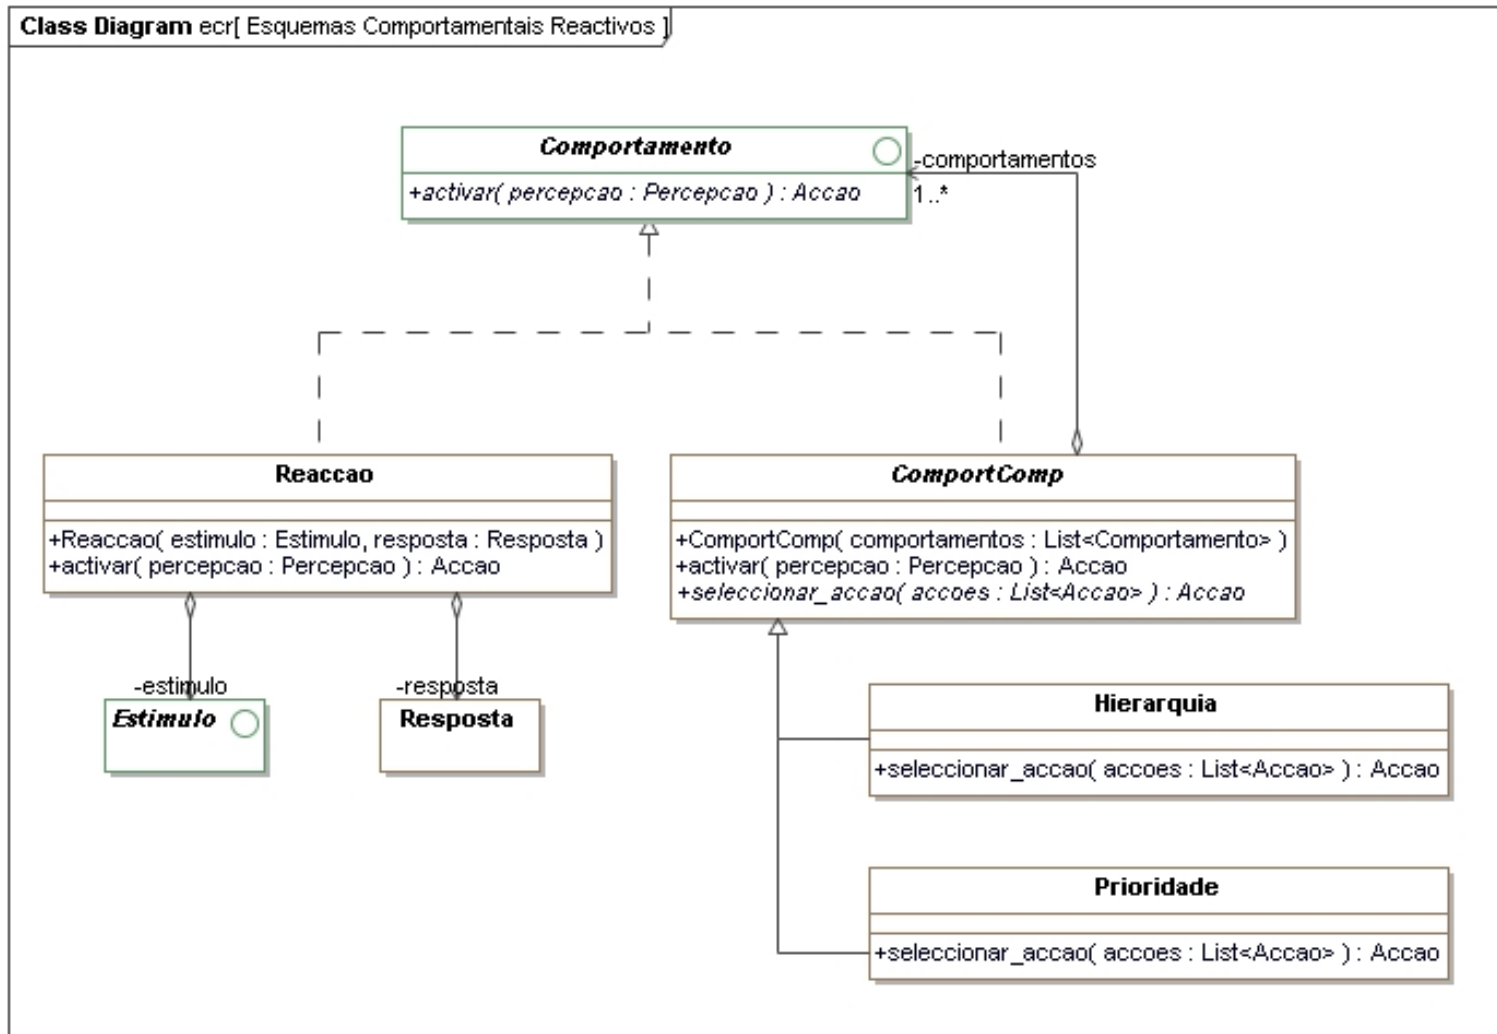 Class Diagram ecr[ Esquemas Comportamentais Reactivos ]
Comportamento
+activar( percepcao : Percepcao ) : Accao
-comportamentos
1..*
Reaccao
+Reaccao( estimulo : Estimulo, resposta : Resposta )
+activar( percepcao : Percepcao ) : Accao
ComportComp
+ComportComp( comportamentos : List<Comportamento> )
+activar( percepcao : Percepcao ) : Accao
+seleccionar_accao( accoes : List<Accao> ) : Accao
-estimulo
-resposta
Estimulo
Resposta
Hierarquia
+seleccionar_accao( accoes : List<Accao> ) : Accao
Prioridade
+seleccionar_accao( accoes : List<Accao> ) : Accao